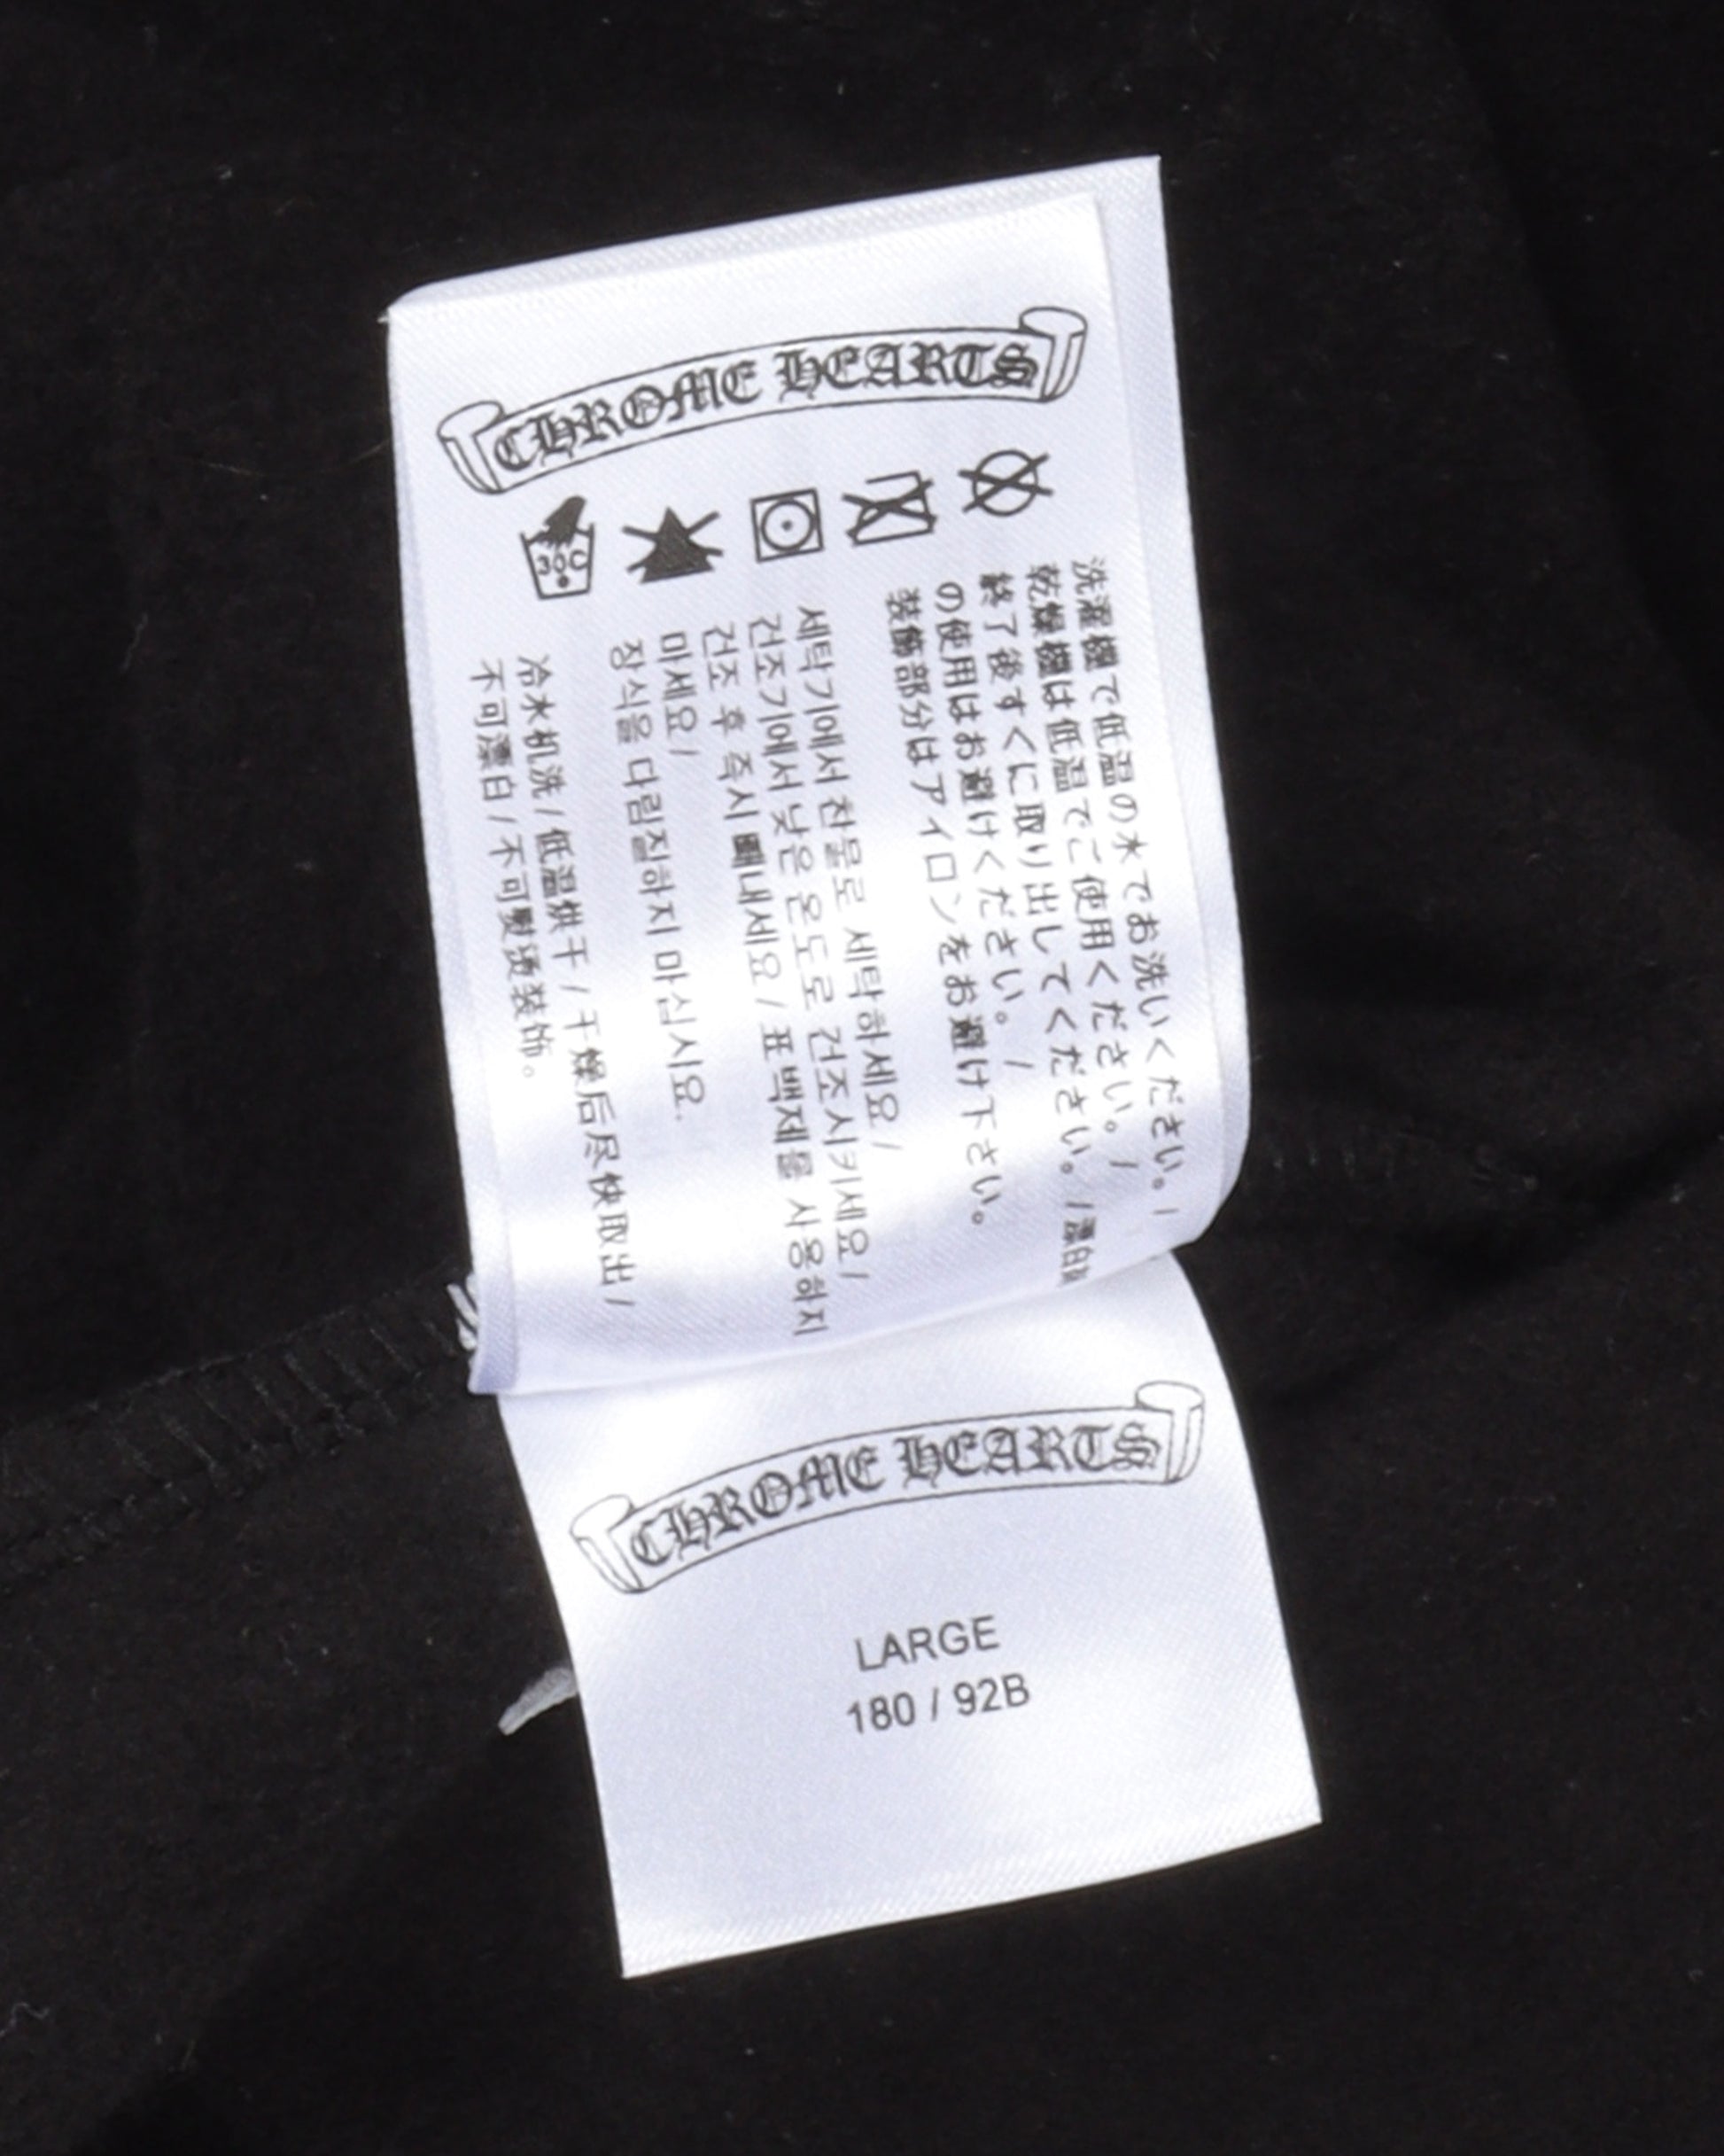 CHROME HEARTS
30C
洗濯機で低温の水でお洗いください。/
乾燥機は低温でご使用ください。/
終了後すぐに取り出してください。/漂白剤
の使用はお避けください。/
装飾部分はアイロンをお避け下さい。
세탁기에서 찬물로 세탁하세요/
건조기에서 낮은 온도로 건조시키세요/
건조 후 즉시 빼내세요/ 표백제를 사용하지
마세요/
장식을 다림질하지 마십시요.
冷水机洗/低温烘干/干燥后尽快取出/
不可漂白/不可熨烫装饰。
CHROME HEARTS
LARGE
180 / 92B